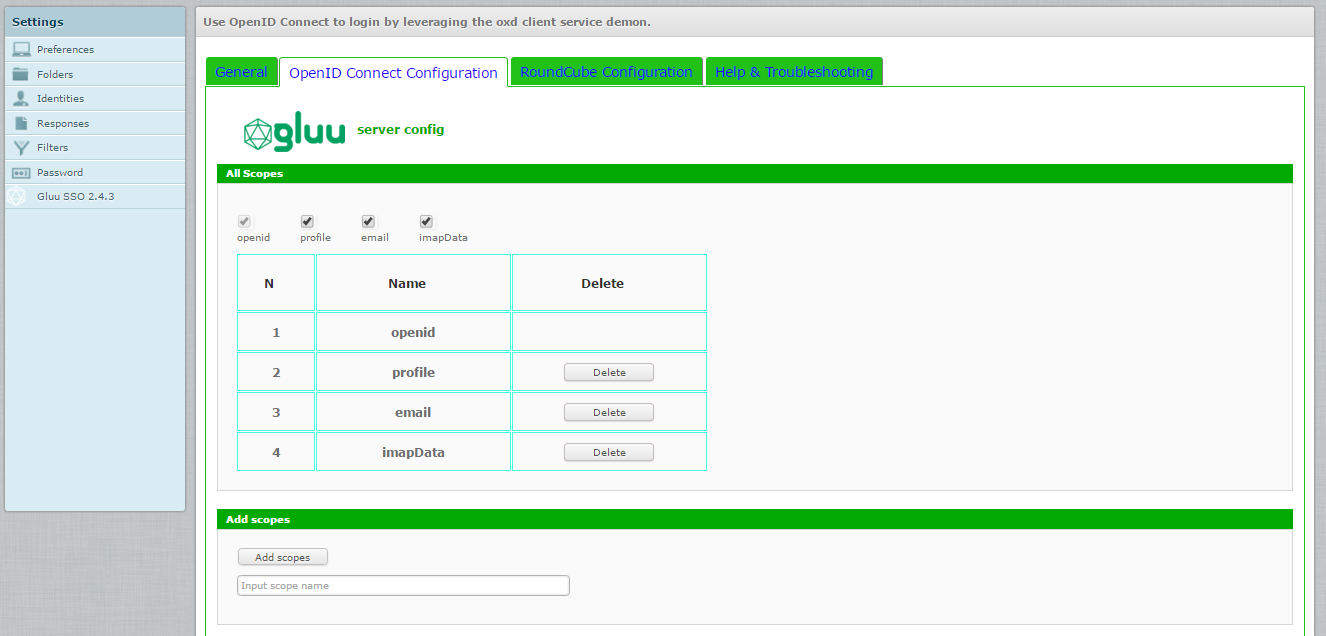 Settings
Preferences
Folders
Identities
Responses
Filters
Password
Gluu SSO 2.4.3
Use OpenID Connect to login by leveraging the oxd client service demon.
General OpenID Connect Configuration RoundCube Configuration Help & Troubleshooting
gluu server config
All Scopes
openid profile email imapData
N Name Delete
1 openid
2 profile Delete
3 email Delete
4 imapData Delete
Add scopes
Add scopes
Input scope name